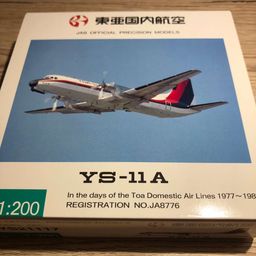 東亜国内航空
JAS OFFICIAL PRECISION MODELS
YS-11A
In the days of the Toa Domestic Air Lines 1977~198
REGISTRATION NO.JA8776
1:200